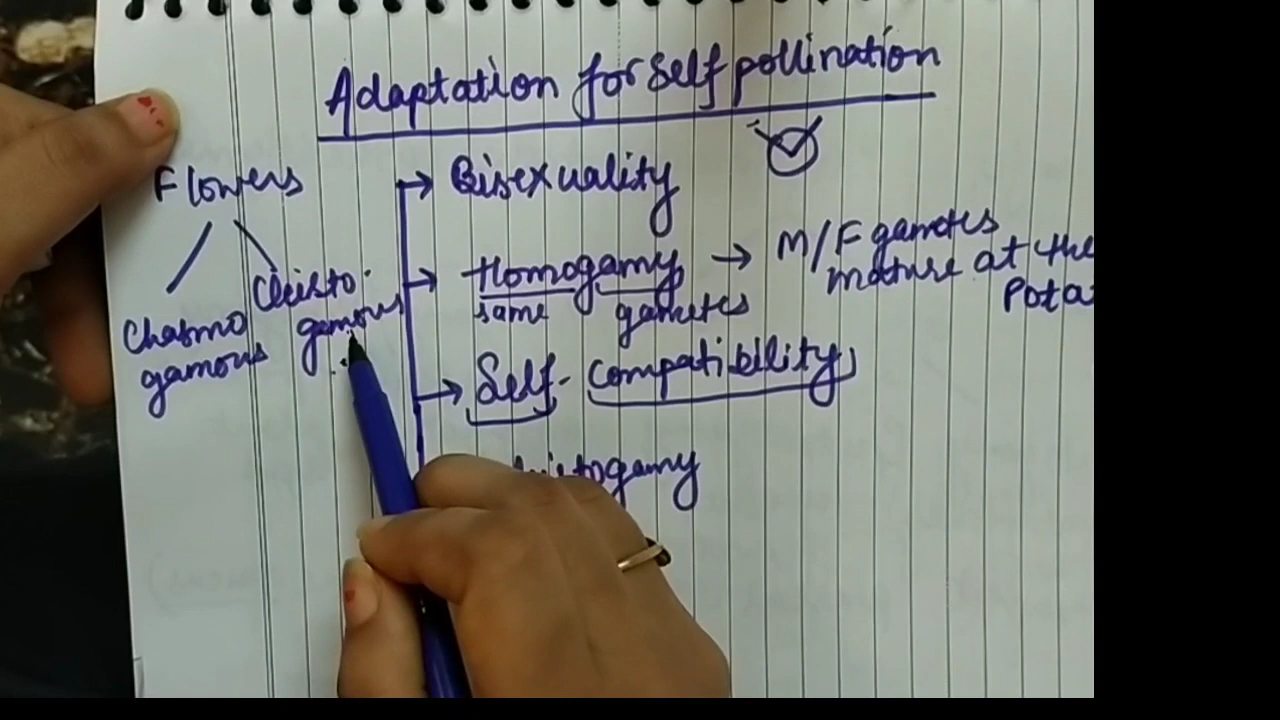 Adaptation for self pollination
Flowers
Chasmo
gamous
Cleisto
gamous
Bisexuality
Homogamy → M/F gametes
mature at the
same gametes
Self-compatibility